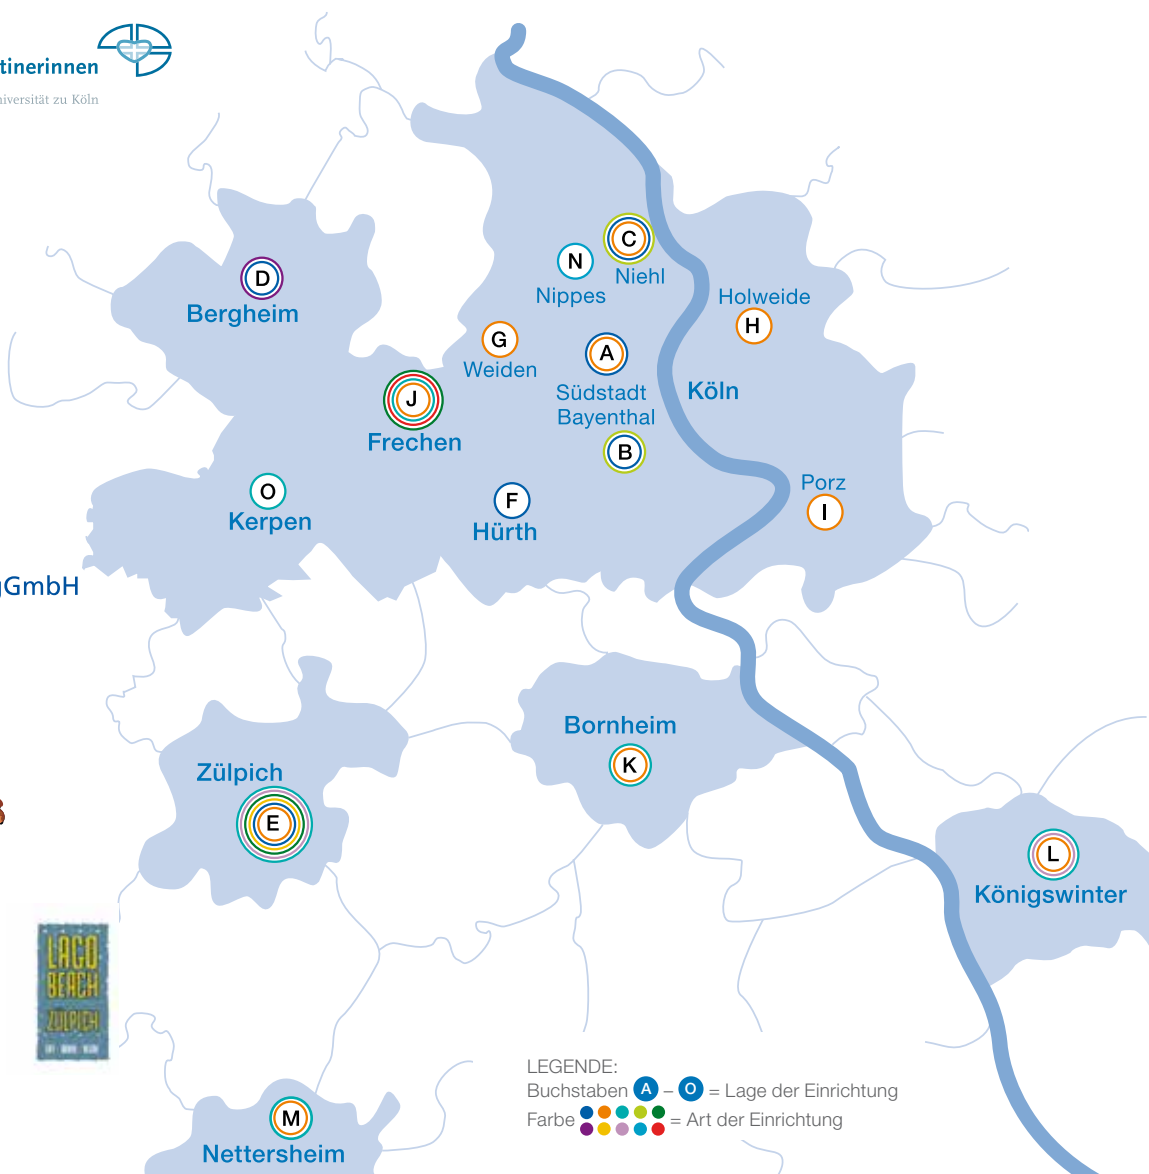 tinerinnen
niversität zu Köln
C
N
Niehl
D
Nippes
Holweide
Bergheim
H
G
A
Weiden
Südstadt
Köln
J
Bayenthal
Frechen
B
Porz
O
F
I
Kerpen
Hürth
gGmbH
Bornheim
K
Zülpich
E
L
Königswinter
LAGO
BEACH
ZÜLPICH
LEGENDE:
Buchstaben A – O = Lage der Einrichtung
Farbe = Art der Einrichtung
M
Nettersheim